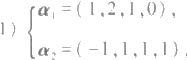 1) { α₁ = ( 1 , 2 , 1 , 0 ) ,
α₂ = ( −1 , 1 , 1 , 1 ) ,